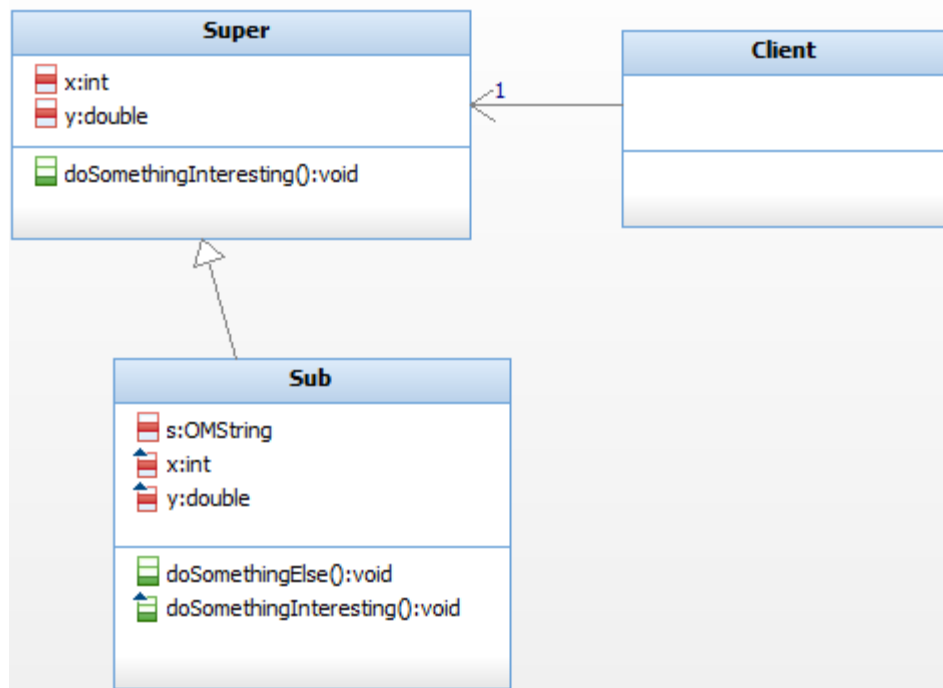 Super
x:int
y:double
doSomethingInteresting():void
1
Client
Sub
s:OMString
x:int
y:double
doSomethingElse():void
doSomethingInteresting():void